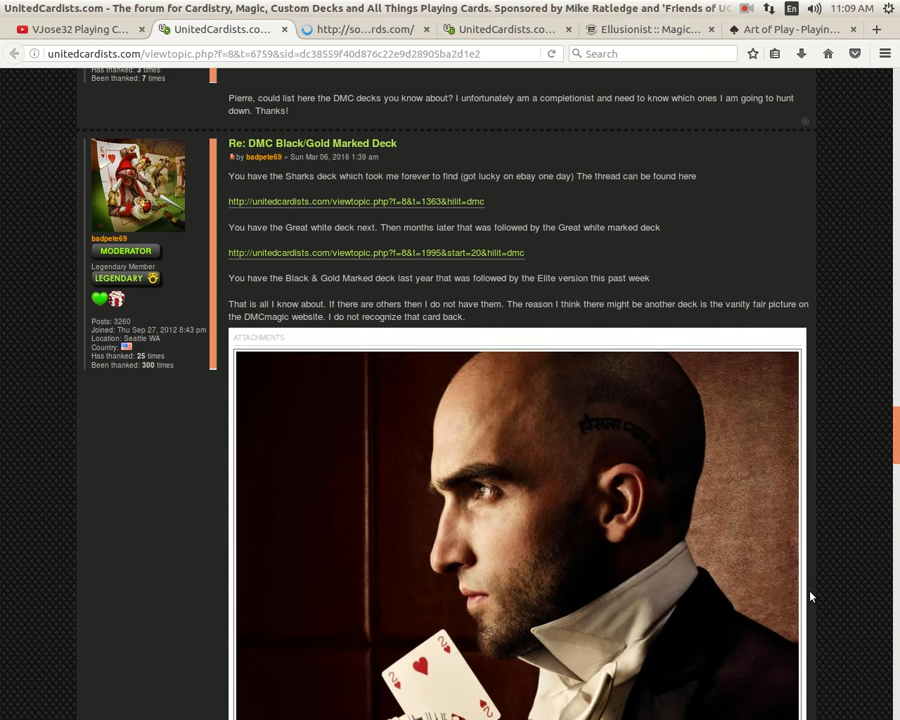 UnitedCardists.com - The forum for Cardistry, Magic, Custom Decks and All Things Playing Cards. Sponsored by Mike Ratledge and 'Friends of UC
En
11:09 AM
VJose32 Playing C...
UnitedCardists.co...
http://so...rds.com/
UnitedCardists.co...
Ellusionist :: Magic...
Art of Play - Playin...
unitedcardists.com/viewtopic.php?f=8&t=6759&sid=dc38559f40d876c22e9d28905ba2d1e2
Search
Has thanked: 3 times
Been thanked: 7 times
Pierre, could list here the DMC decks you know about? I unfortunately am a completionist and need to know which ones I am going to hunt
down. Thanks!
Re: DMC Black/Gold Marked Deck
by badpete69 » Sun Mar 06, 2016 1:39 am
You have the Sharks deck which took me forever to find (got lucky on ebay one day) The thread can be found here
http://unitedcardists.com/viewtopic.php?f=8&t=1363&hilit=dmc
You have the Great white deck next. Then months later that was followed by the Great white marked deck
http://unitedcardists.com/viewtopic.php?f=8&t=1995&start=20&hilit=dmc
You have the Black & Gold Marked deck last year that was followed by the Elite version this past week
That is all I know about. If there are others then I do not have them. The reason I think there might be another deck is the vanity fair picture on
the DMCmagic website. I do not recognize that card back.
badpete69
MODERATOR
Legendary Member
LEGENDARY
Posts: 3260
Joined: Thu Sep 27, 2012 8:43 pm
Location: Seattle WA
Country:
Has thanked: 25 times
Been thanked: 300 times
ATTACHMENTS
2
2
2